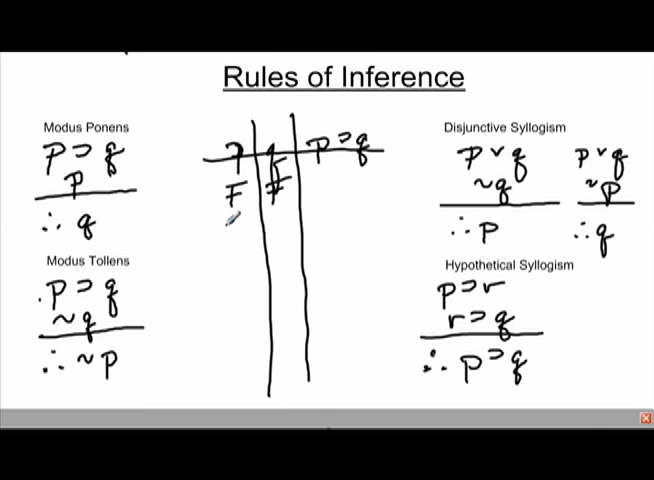 Rules of Inference
Modus Ponens
p ⊃ q
p
∴ q
Modus Tollens
p ⊃ q
~q
∴ ~p
p q p ⊃ q
F F
Disjunctive Syllogism
p ∨ q
~q
∴ p
p ∨ q
~p
∴ q
Hypothetical Syllogism
p ⊃ r
r ⊃ q
∴ p ⊃ q